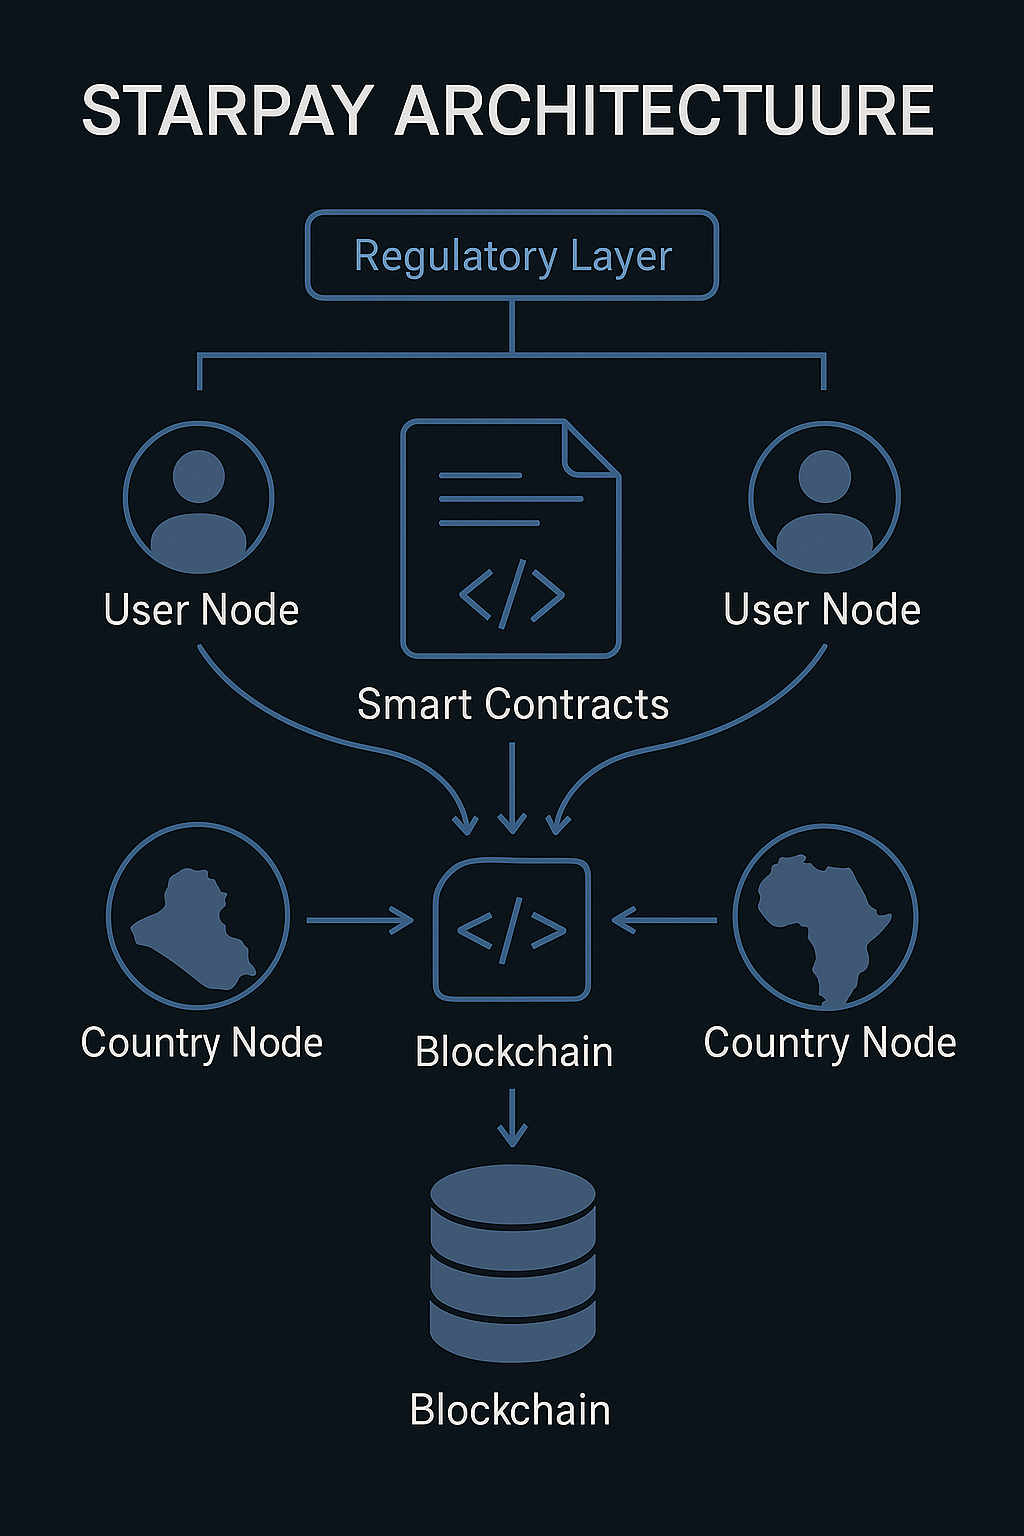 STARPAY ARCHITECTUURE
Regulatory Layer
User Node
User Node
Smart Contracts
Country Node
Blockchain
Country Node
Blockchain